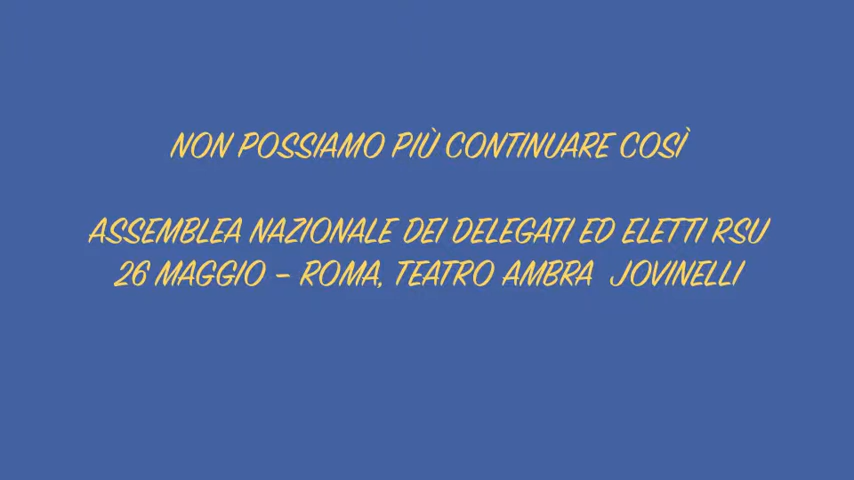 NON POSSIAMO PIÙ CONTINUARE COSÌ
ASSEMBLEA NAZIONALE DEI DELEGATI ED ELETTI RSU
26 MAGGIO – ROMA, TEATRO AMBRA JOVINELLI